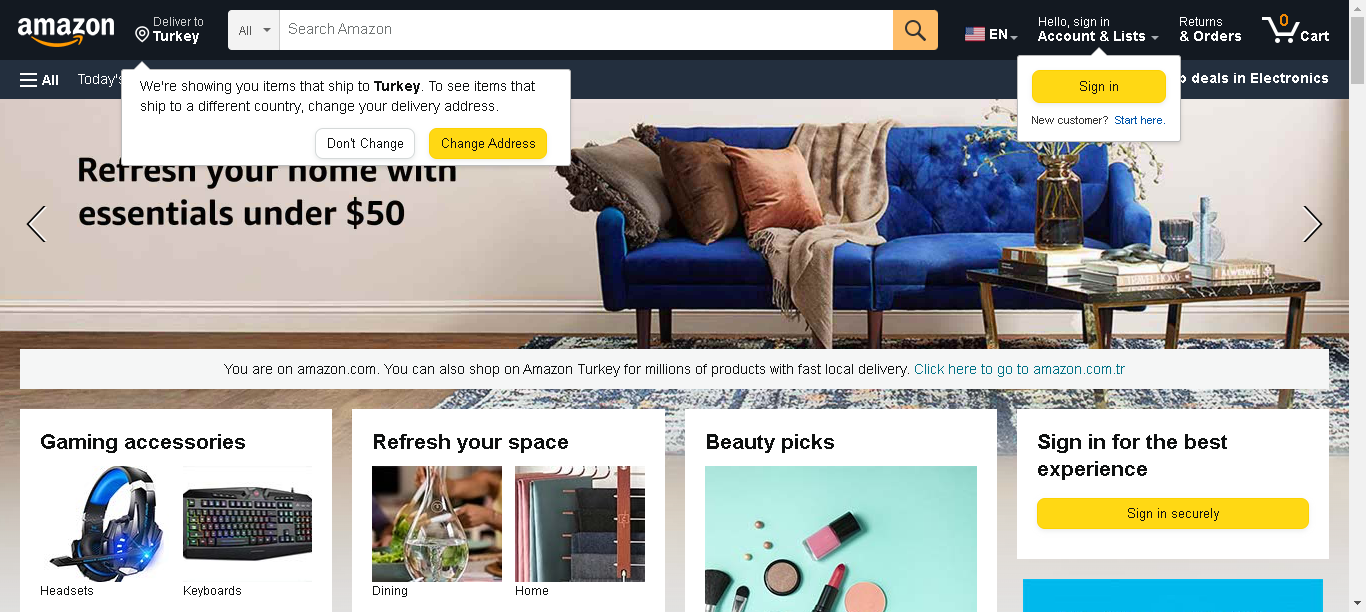 amazon
Deliver to
Turkey
All
Search Amazon
EN
Hello, sign in
Account & Lists
Returns
& Orders
0
Cart
All
Today's
deals in Electronics
We're showing you items that ship to Turkey. To see items that
ship to a different country, change your delivery address.
Don't Change
Change Address
Sign in
New customer? Start here.
Refresh your home with
essentials under $50
You are on amazon.com. You can also shop on Amazon Turkey for millions of products with fast local delivery. Click here to go to amazon.com.tr
Gaming accessories
Headsets
Keyboards
Refresh your space
Dining
Home
Beauty picks
Sign in for the best
experience
Sign in securely